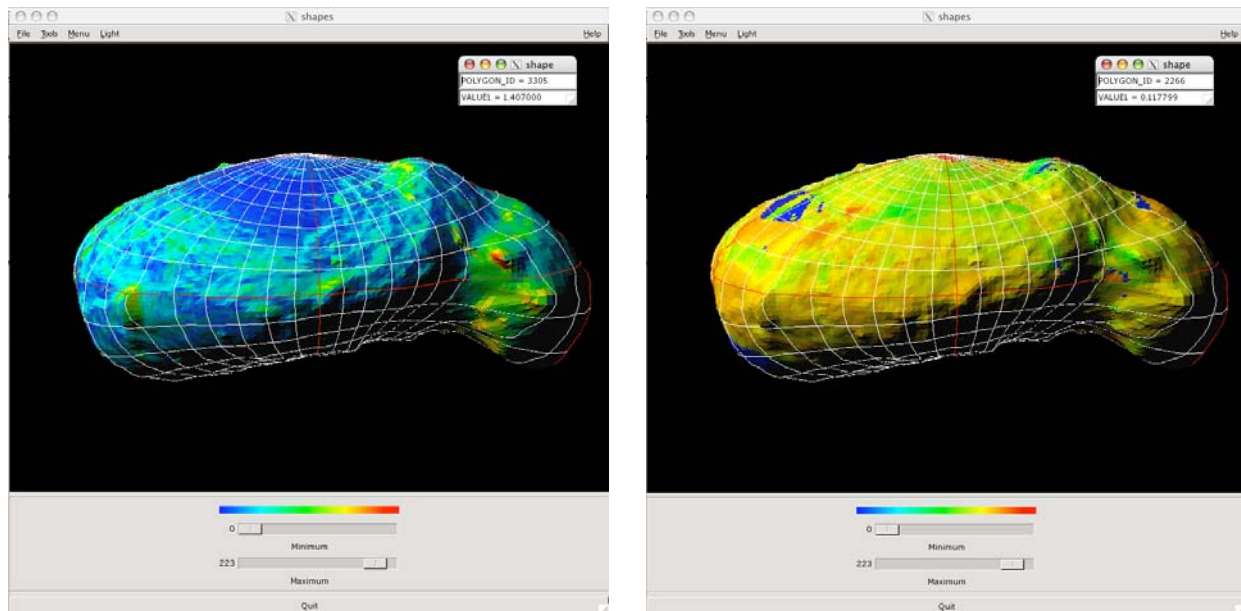 shapes
File Tools Menu Light Help
shape
POLYGON_ID = 3305
VALUE1 = 1.407000
0
Minimum
223
Maximum
Quit
shapes
File Tools Menu Light Help
shape
POLYGON_ID = 2266
VALUE1 = 0.117799
0
Minimum
223
Maximum
Quit